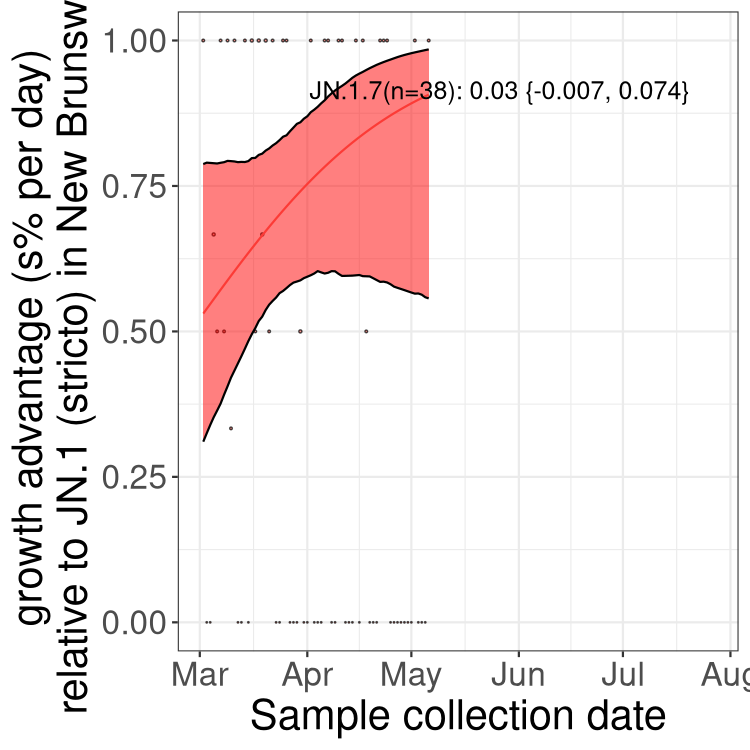 growth advantage (s% per day)
relative to JN.1 (stricto) in New Brunsw
1.00
0.75
0.50
0.25
0.00
JN.1.7(n=38): 0.03 {-0.007, 0.074}
Mar Apr May Jun Jul Aug
Sample collection date